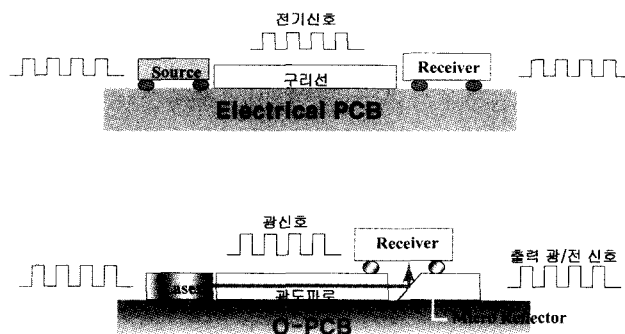 전기신호
Source
구리선
Receiver
Electrical PCB
광신호
Receiver
출력 광/전 신호
Laser
광도파로
Micro Reflector
O-PCB